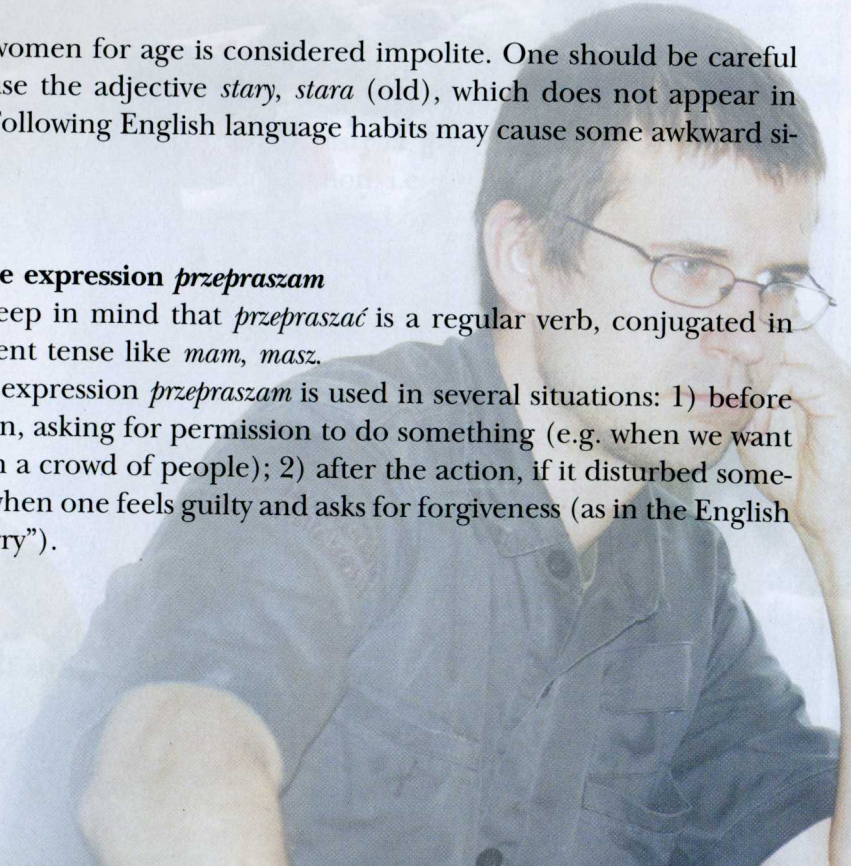 women for age is considered impolite. One should be careful
se the adjective stary, stara (old), which does not appear in
ollowing English language habits may cause some awkward si-
e expression przepraszam
eep in mind that przepraszać is a regular verb, conjugated in
ent tense like mam, masz.
expression przepraszam is used in several situations: 1) before
n, asking for permission to do something (e.g. when we want
a crowd of people); 2) after the action, if it disturbed some-
when one feels guilty and asks for forgiveness (as in the English
ry”).